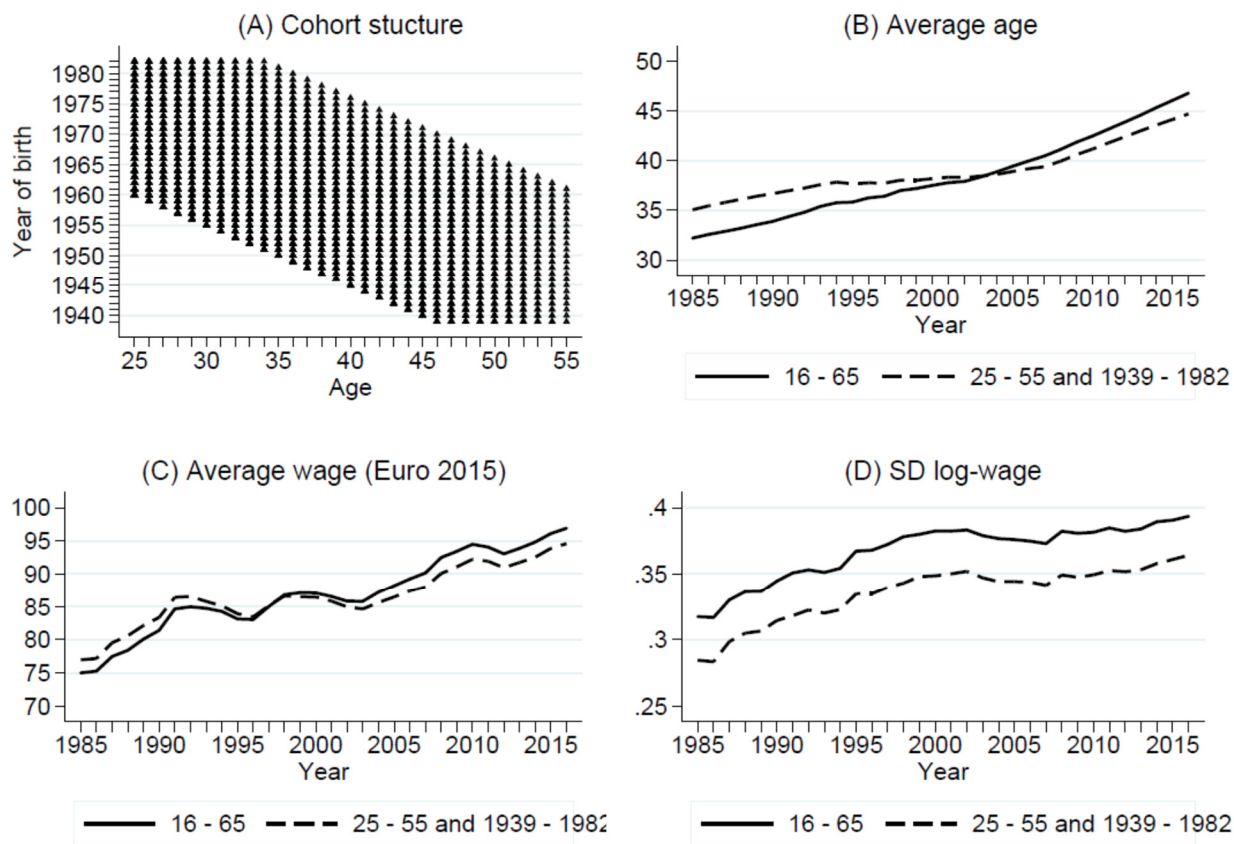 (A) Cohort stucture
Year of birth
1980
1975
1970
1965
1960
1955
1950
1945
1940
25 30 35 40 45 50 55
Age
(B) Average age
50
45
40
35
30
1985 1990 1995 2000 2005 2010 2015
Year
16 - 65 25 - 55 and 1939 - 1982
(C) Average wage (Euro 2015)
100
95
90
85
80
75
70
1985 1990 1995 2000 2005 2010 2015
Year
16 - 65 25 - 55 and 1939 - 1982
(D) SD log-wage
.4
.35
.3
.25
1985 1990 1995 2000 2005 2010 2015
Year
16 - 65 25 - 55 and 1939 - 1982